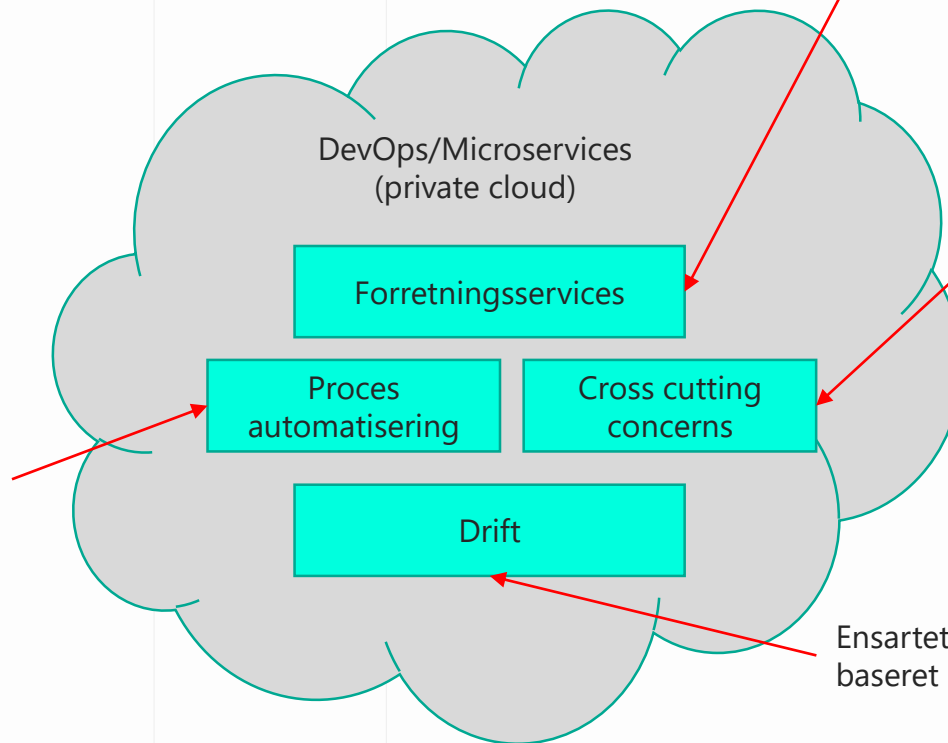 DevOps/Microservices
(private cloud)
Forretningsservices
Proces
automatisering
Cross cutting
concerns
Drift
Ensartet
baseret